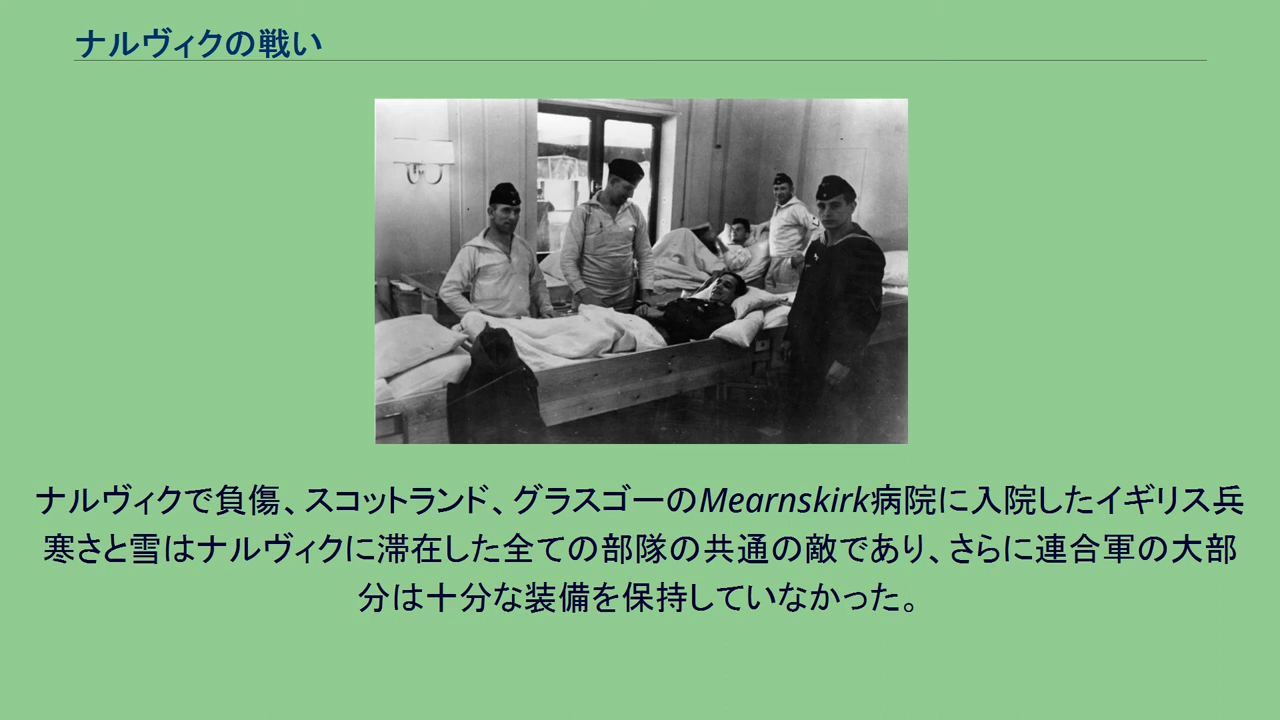 ナルヴィクの戦い
ナルヴィクで負傷、スコットランド、グラスゴーのMearnskirk病院に入院したイギリス兵
寒さと雪はナルヴィクに滞在した全ての部隊の共通の敵であり、さらに連合軍の大部
分は十分な装備を保持していなかった。